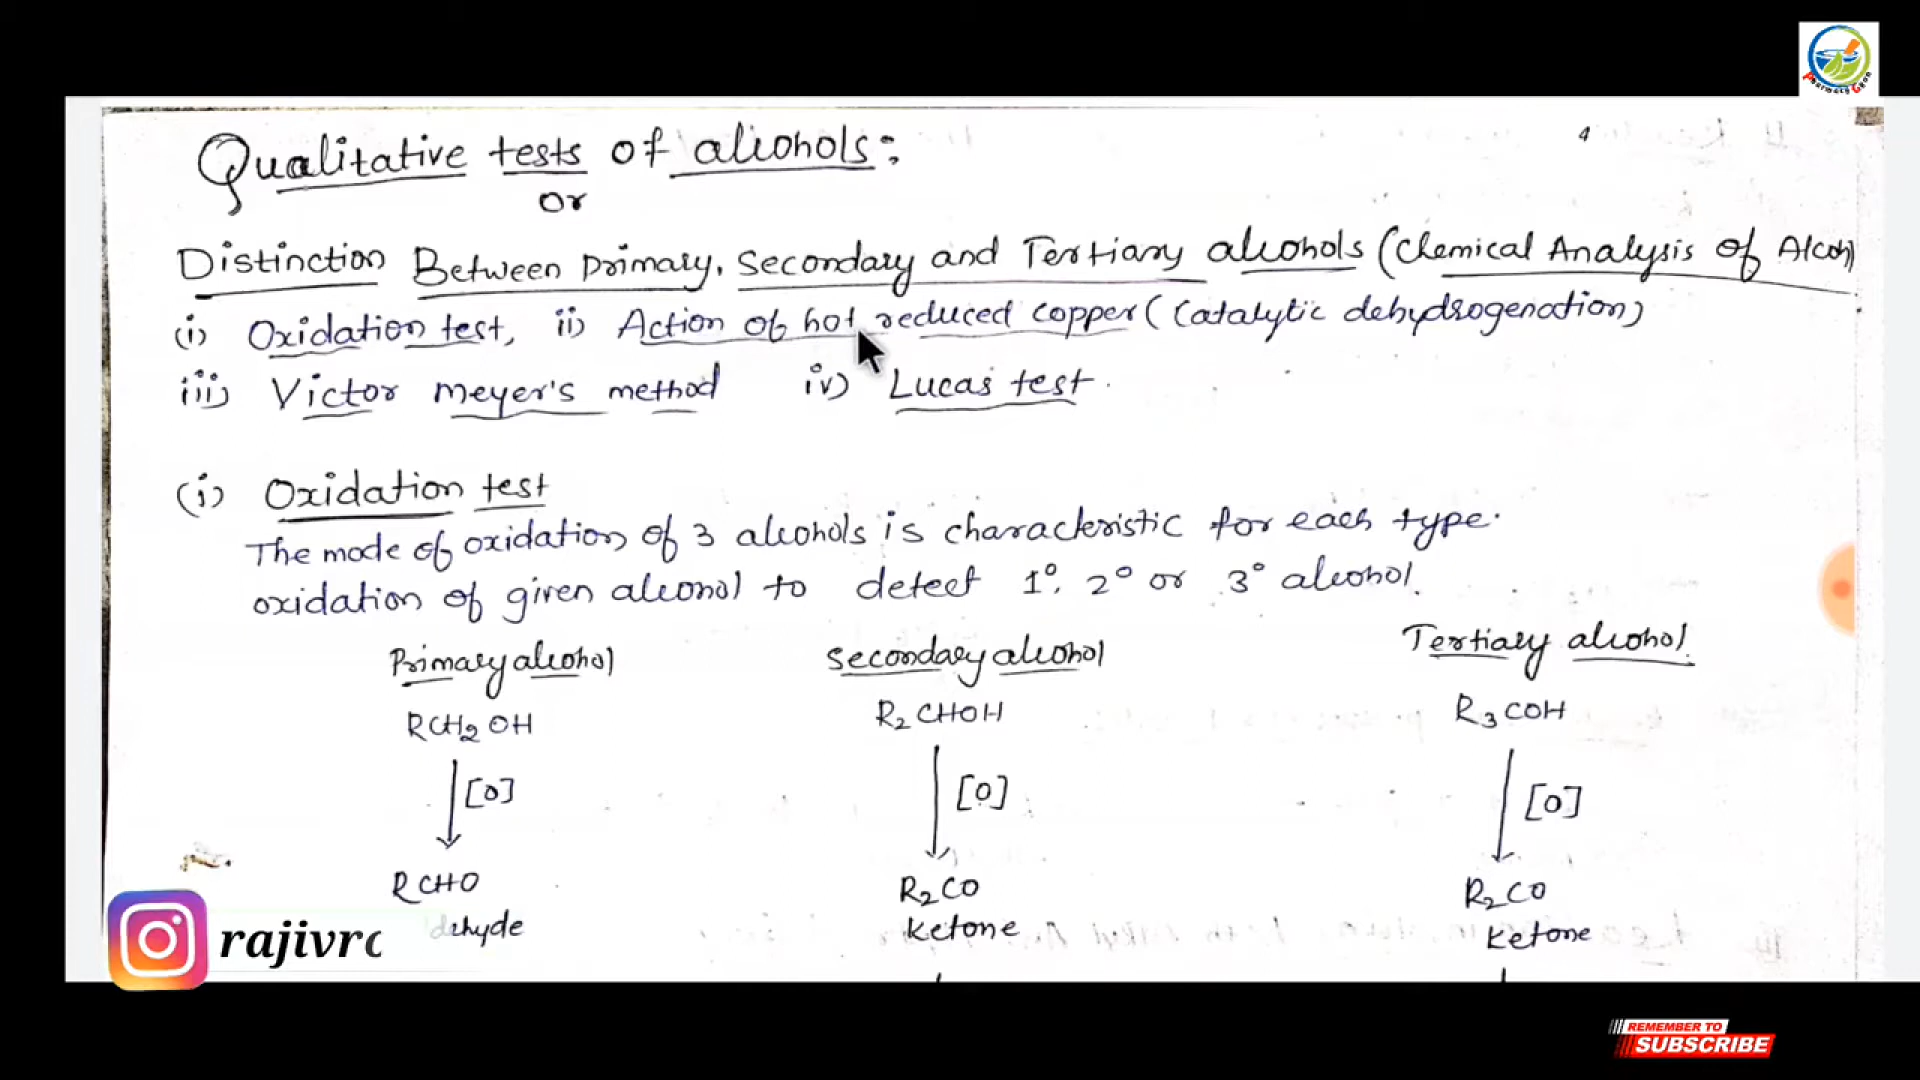 4
Qualitative tests of alcohols:
or
Distinction Between primary, secondary and Tertiary alcohols (Chemical Analysis of Alcoh
(i) Oxidation test, ii) Action of hot reduced copper (Catalytic dehydrogenation)
iii) Victor meyer's method iv) Lucas test.
(i) Oxidation test
The mode of oxidation of 3 alcohols is characteristic for each type.
oxidation of given alcohol to detect 1°, 2° or 3° alcohol.
Primary alcohol secondary alcohol Tertiary alcohol
RCH₂OH R₂CHOH R₃COH
[O] [O] [O]
RCHO R₂CO R₂CO
dehyde ketone ketone
rajivrc
REMEMBER TO
SUBSCRIBE